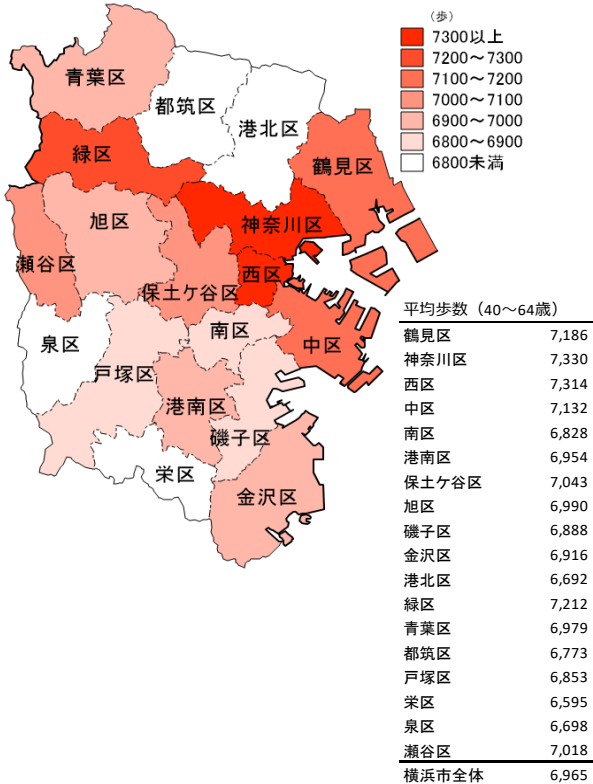 （歩）
7300以上
7200～7300
7100～7200
7000～7100
6900～7000
6800～6900
6800未満
青葉区
都筑区
港北区
緑区
鶴見区
旭区
神奈川区
瀬谷区
西区
保土ケ谷区
泉区
南区
中区
戸塚区
港南区
磯子区
栄区
金沢区
平均歩数（40～64歳）
鶴見区 7,186
神奈川区 7,330
西区 7,314
中区 7,132
南区 6,828
港南区 6,954
保土ケ谷区 7,043
旭区 6,990
磯子区 6,888
金沢区 6,916
港北区 6,692
緑区 7,212
青葉区 6,979
都筑区 6,773
戸塚区 6,853
栄区 6,595
泉区 6,698
瀬谷区 7,018
横浜市全体 6,965